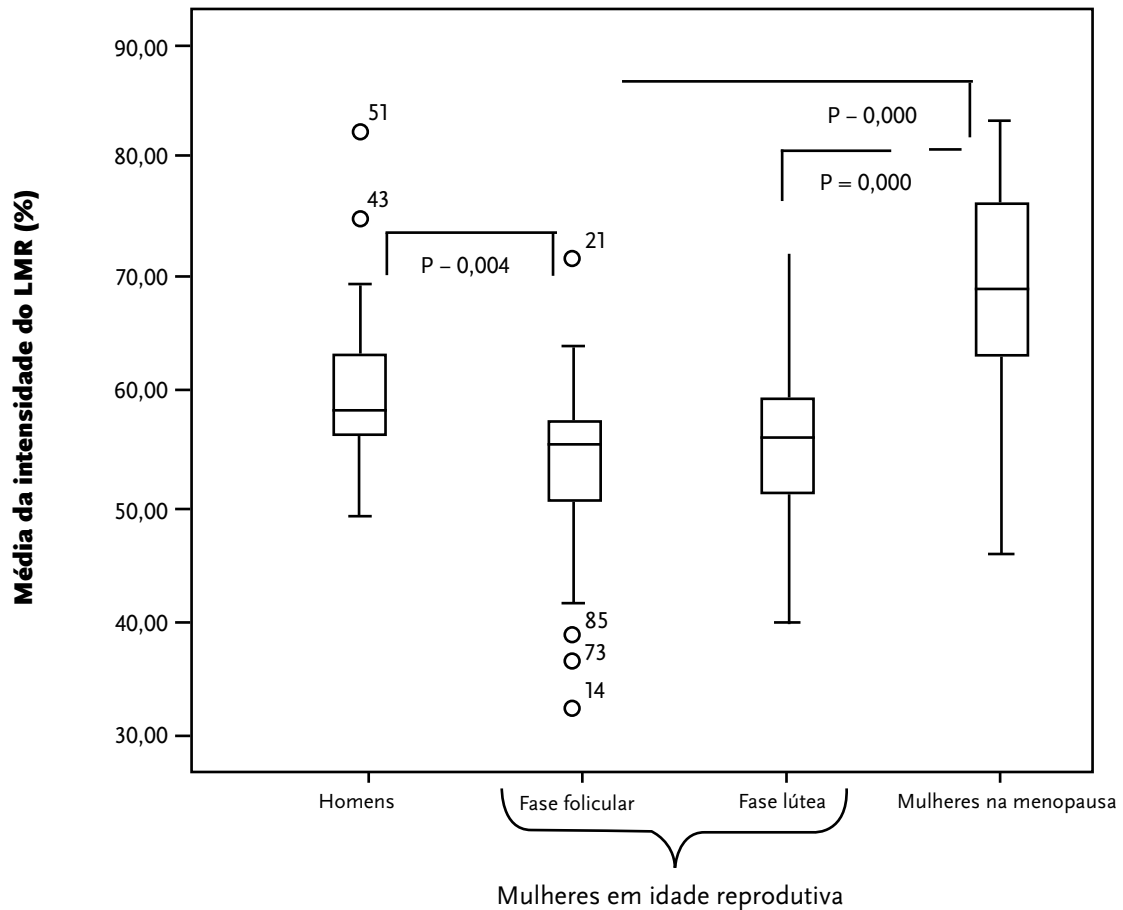 Média da intensidade do LMR (%)
90,00
80,00
70,00
60,00
50,00
40,00
30,00
51
43
P – 0,004
21
85
73
14
P – 0,000
P = 0,000
Homens
Fase folicular
Fase lútea
Mulheres na menopausa
Mulheres em idade reprodutiva